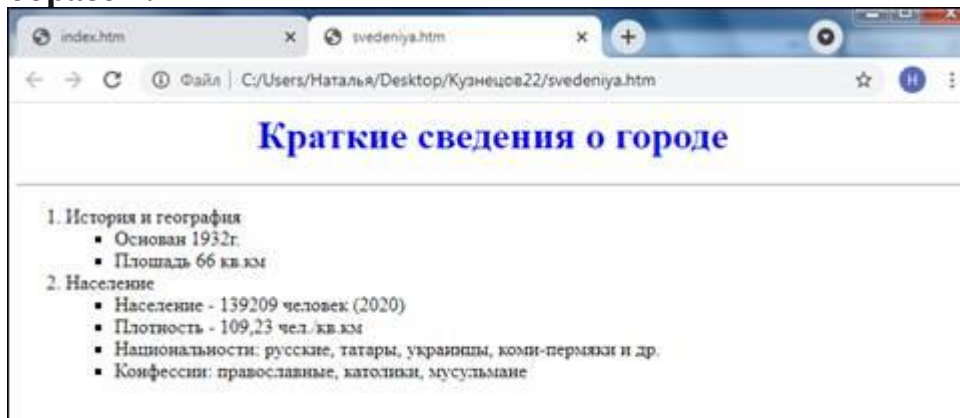 index.htm
svedeniya.htm
Файл | C:/Users/Наталья/Desktop/Кузнецов22/svedeniya.htm
Н
Краткие сведения о городе
1. История и география
▪ Основан 1932г.
▪ Площадь 66 кв.км
2. Население
▪ Население - 139209 человек (2020)
▪ Плотность - 109,23 чел./кв.км
▪ Национальности: русские, татары, украинцы, коми-пермяки и др.
▪ Конфессии: православные, католики, мусульмане